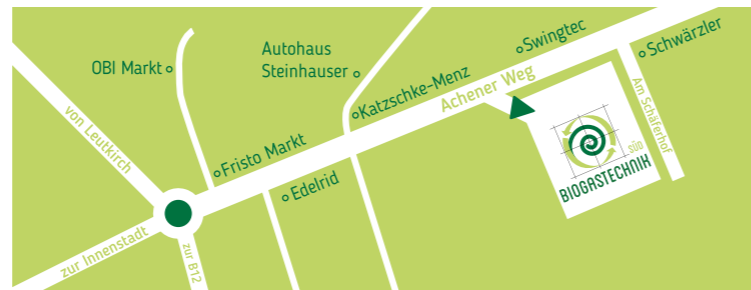 Swingtec
Schwärzler
Autohaus
Steinhauser
OBI Markt
Katzschke-Menz
Achener Weg
Am Schäferhof
von Leutkirch
Fristo Markt
Edelrid
SÜD
BIOGASTECHNIK
zur Innenstadt
zur B12